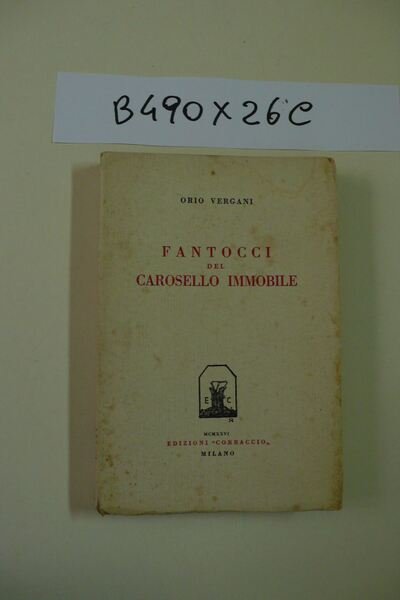 B490X26C
ORIO VERGANI
FANTOCCI
DEL
CAROSELLO IMMOBILE
E C
MCMXXVI
EDIZIONI "CORBACCIO"
MILANO